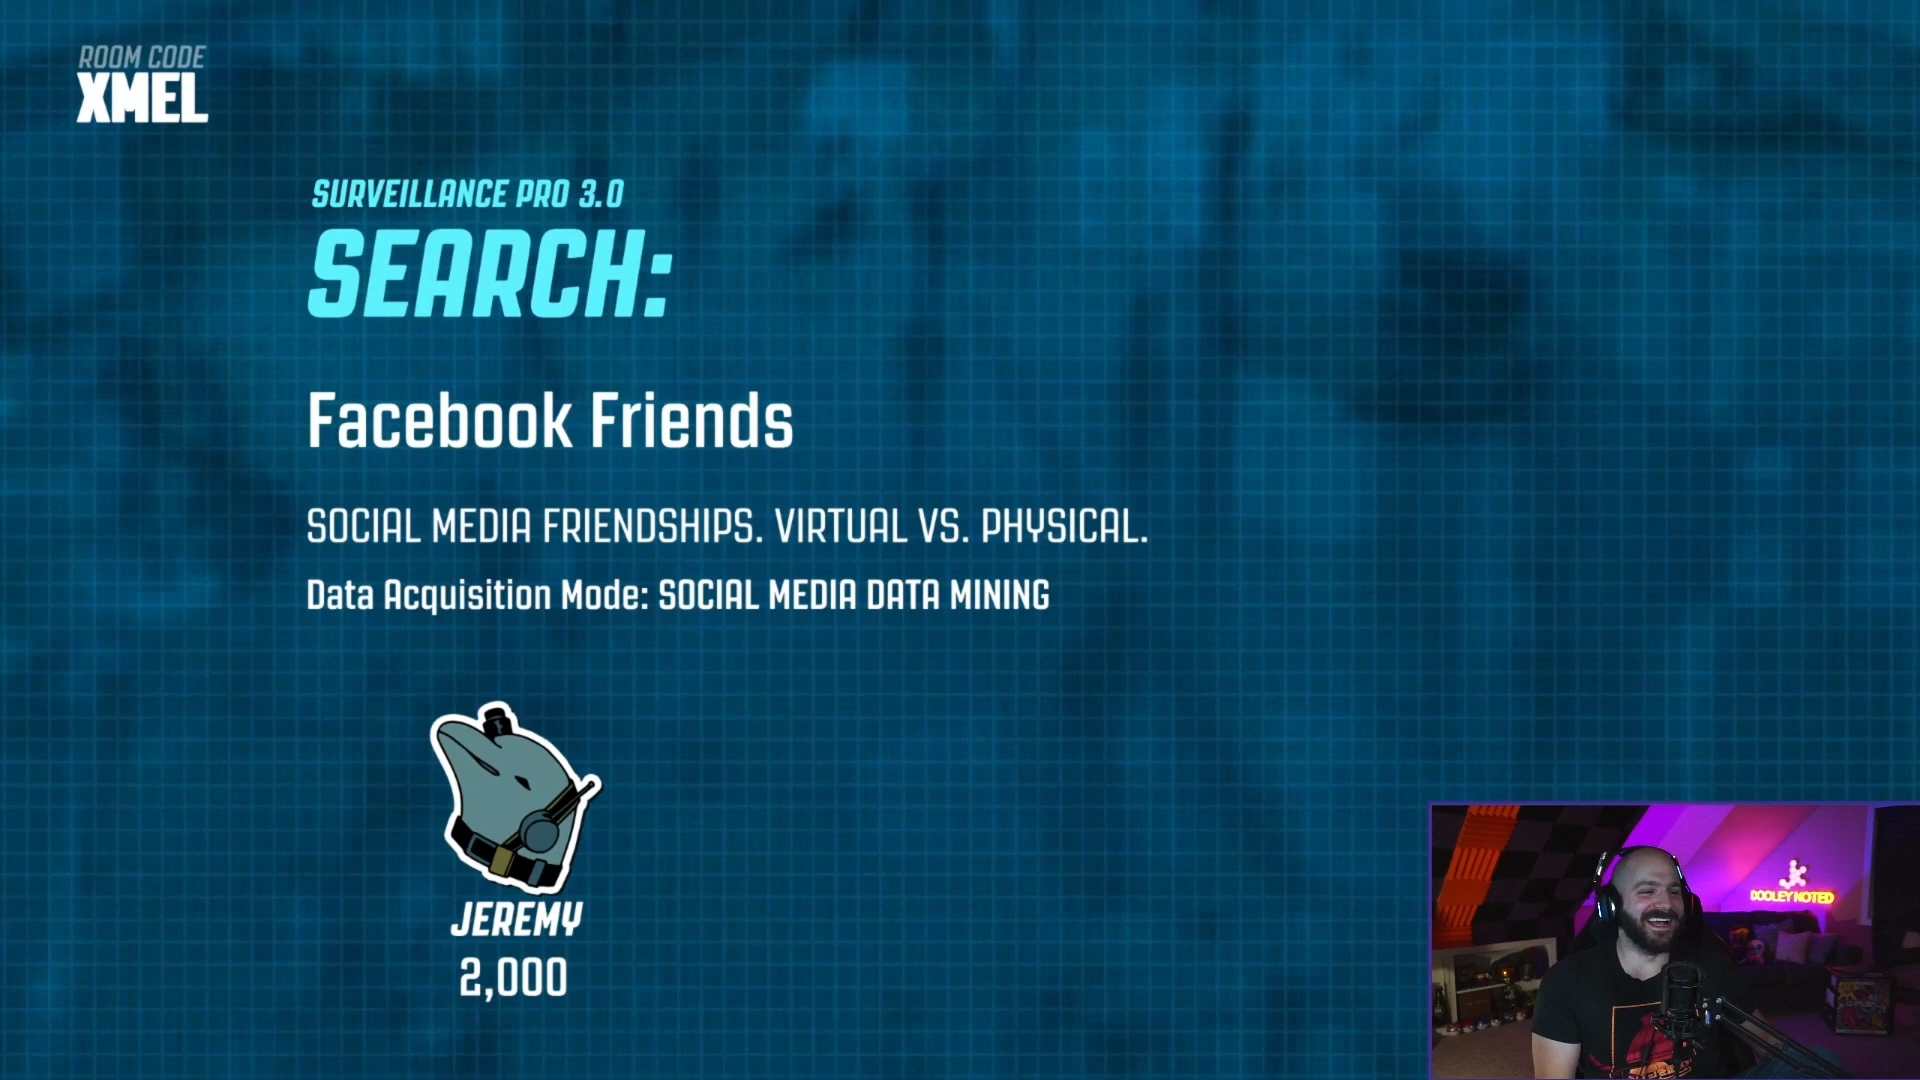 ROOM CODE
XMEL
SURVEILLANCE PRO 3.0
SEARCH:
Facebook Friends
SOCIAL MEDIA FRIENDSHIPS. VIRTUAL VS. PHYSICAL.
Data Acquisition Mode: SOCIAL MEDIA DATA MINING
JEREMY
2,000
DOOLEY NOTED